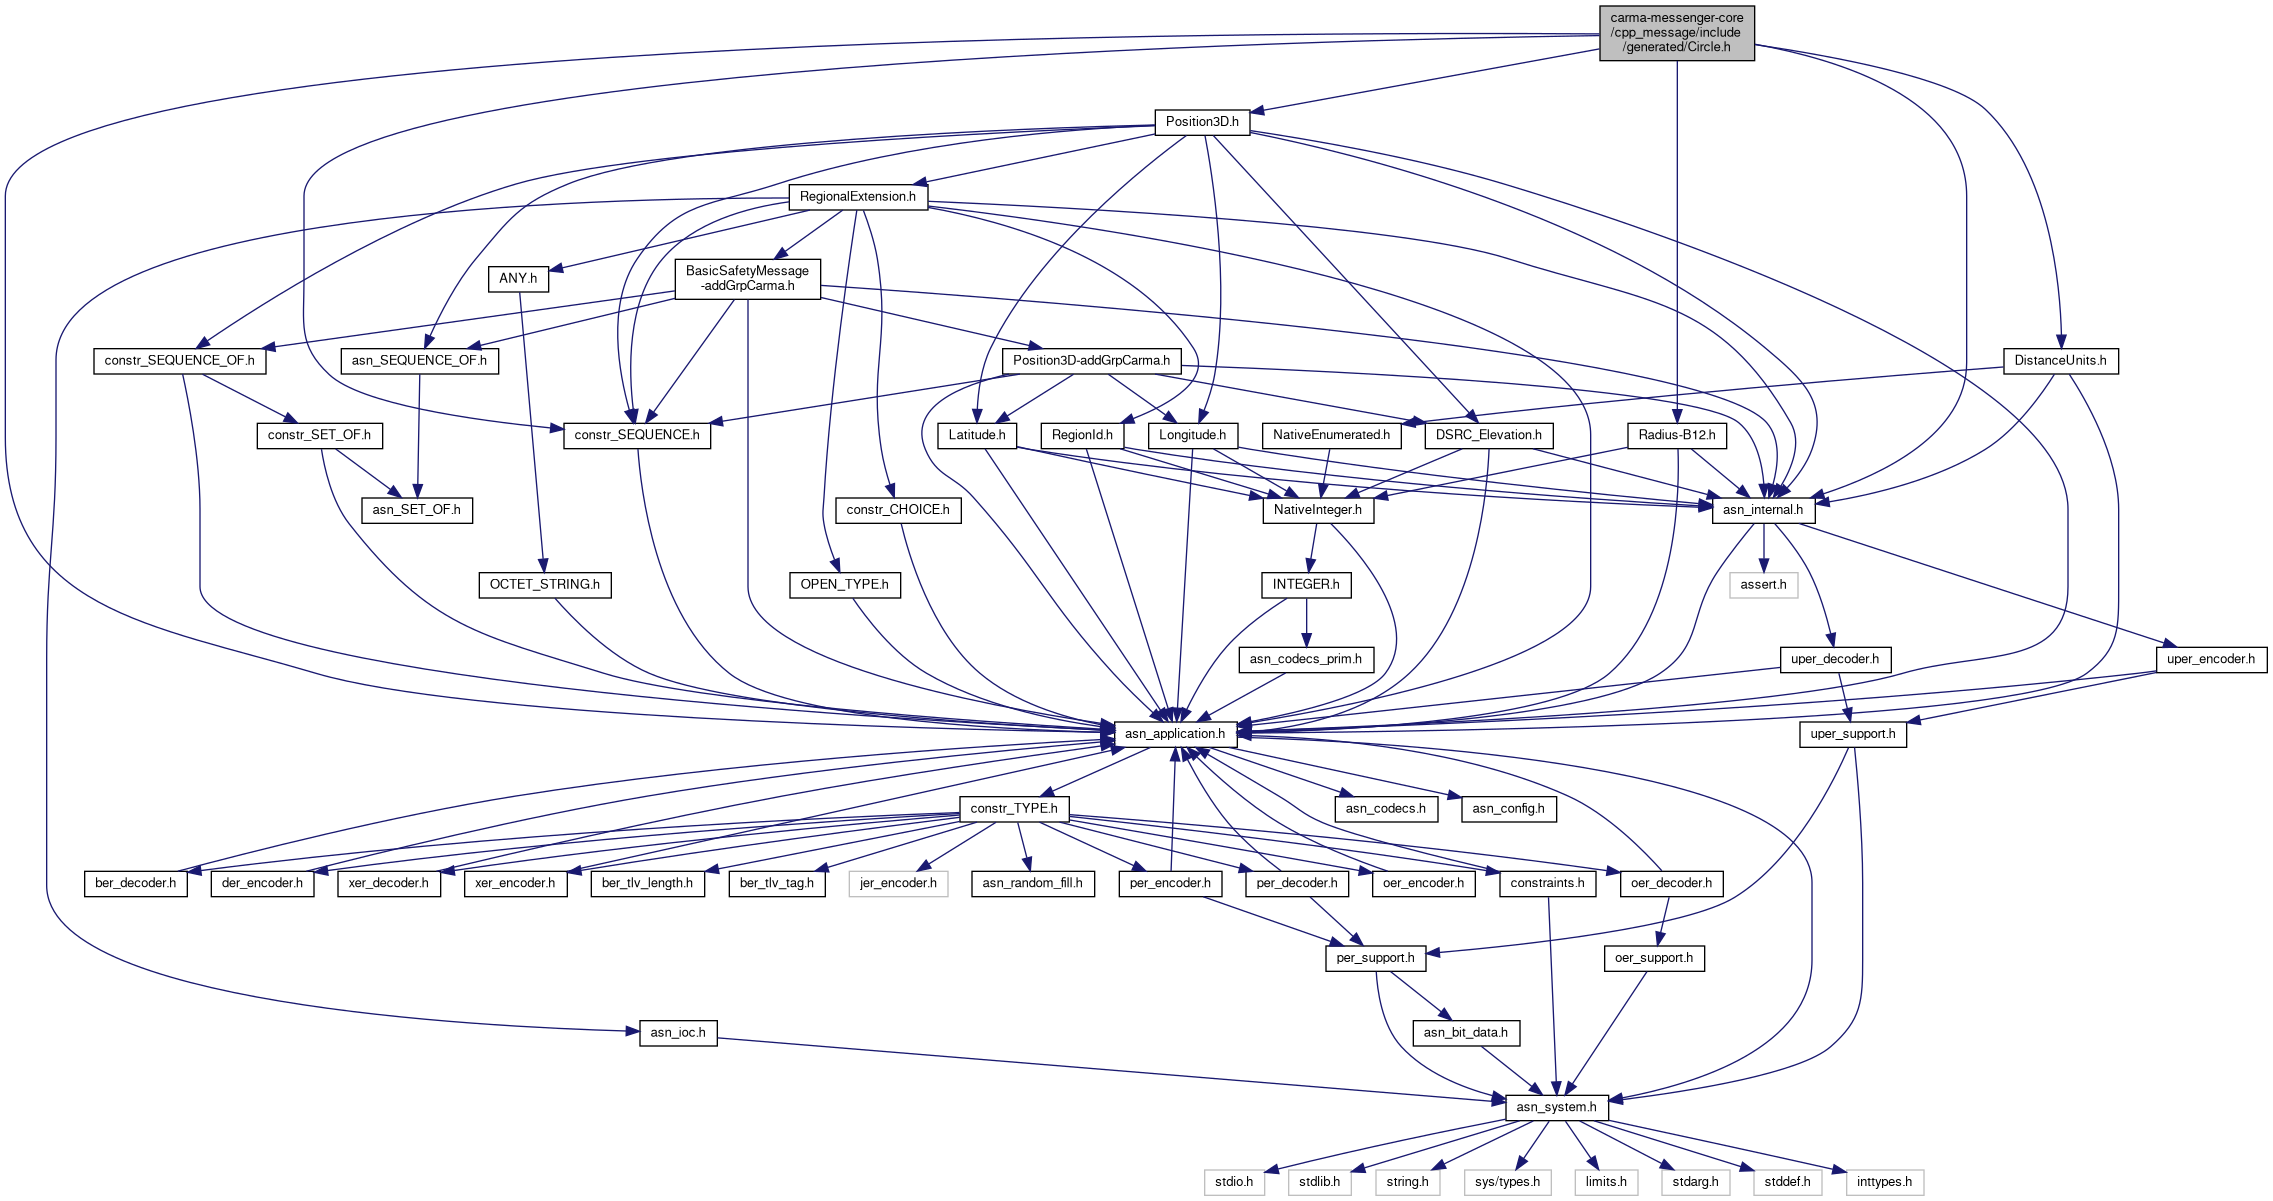 carma-messenger-core
/cpp_message/include
/generated/Circle.h
Position3D.h
RegionalExtension.h
ANY.h
BasicSafetyMessage
-addGrpCarma.h
constr_SEQUENCE_OF.h
asn_SEQUENCE_OF.h
Position3D-addGrpCarma.h
DistanceUnits.h
constr_SET_OF.h
constr_SEQUENCE.h
Latitude.h
RegionId.h
Longitude.h
NativeEnumerated.h
DSRC_Elevation.h
Radius-B12.h
asn_SET_OF.h
constr_CHOICE.h
NativeInteger.h
asn_internal.h
OCTET_STRING.h
OPEN_TYPE.h
INTEGER.h
assert.h
asn_codecs_prim.h
uper_decoder.h
uper_encoder.h
asn_application.h
uper_support.h
constr_TYPE.h
asn_codecs.h
asn_config.h
ber_decoder.h
der_encoder.h
xer_decoder.h
xer_encoder.h
ber_tlv_length.h
ber_tlv_tag.h
jer_encoder.h
asn_random_fill.h
per_encoder.h
per_decoder.h
oer_encoder.h
constraints.h
oer_decoder.h
per_support.h
oer_support.h
asn_ioc.h
asn_bit_data.h
asn_system.h
stdio.h
stdlib.h
string.h
sys/types.h
limits.h
stdarg.h
stddef.h
inttypes.h